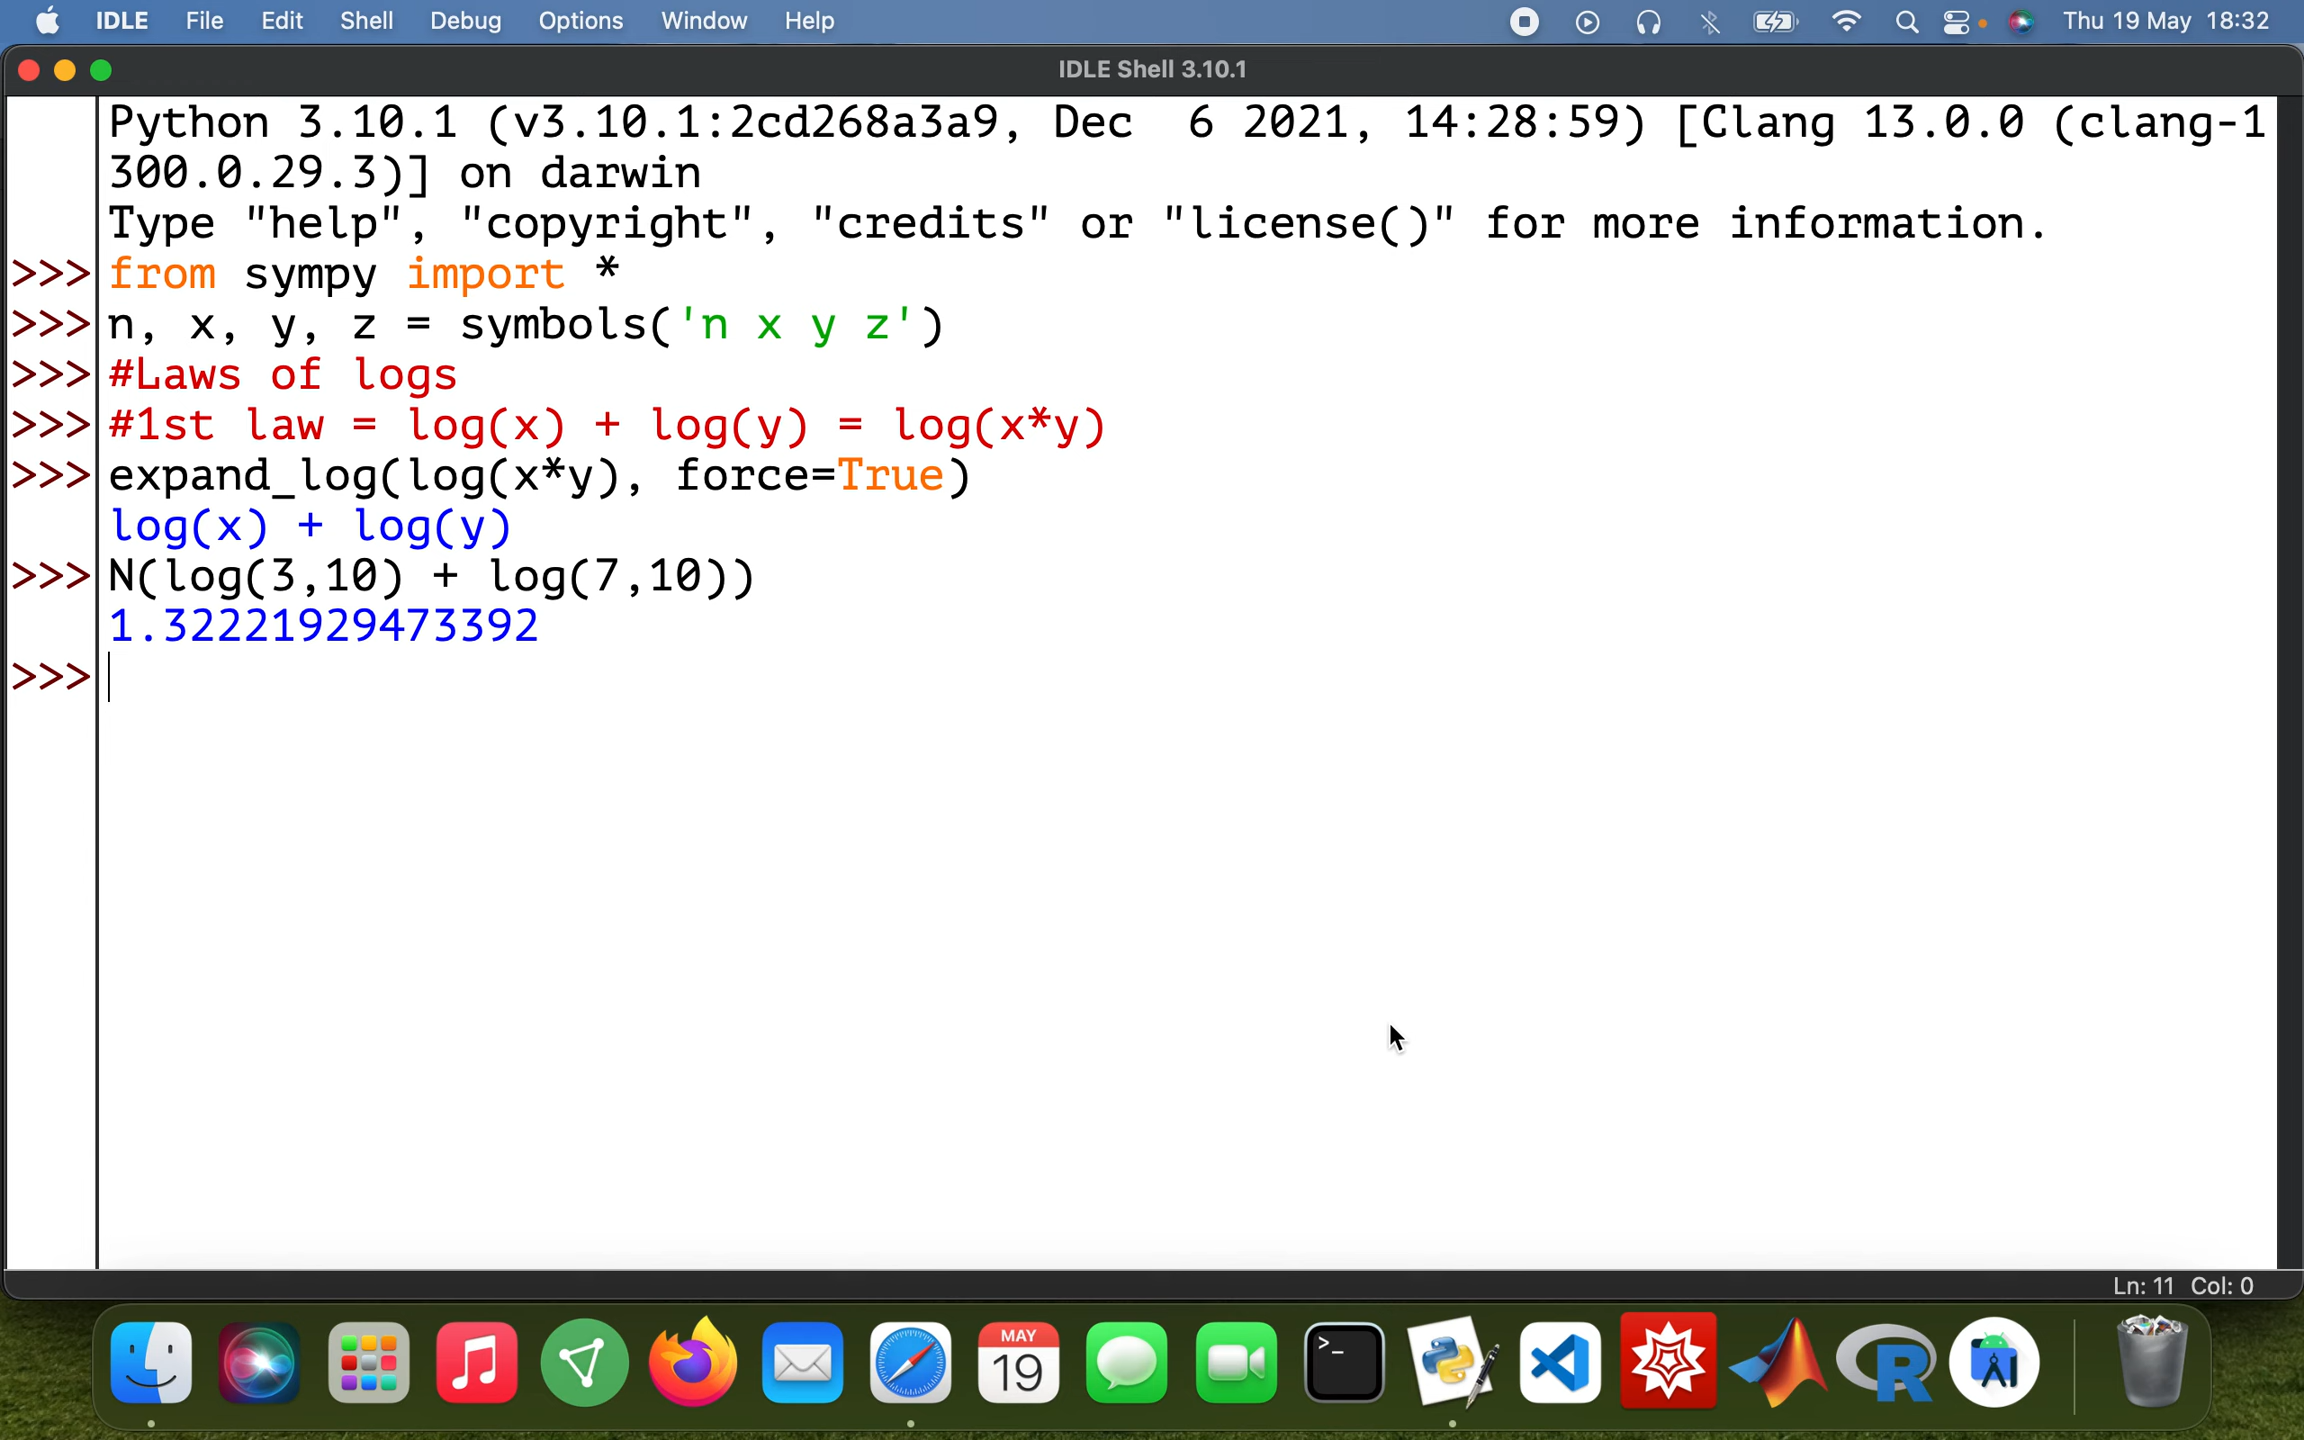 IDLE File Edit Shell Debug Options Window Help Thu 19 May 18:32
IDLE Shell 3.10.1
Python 3.10.1 (v3.10.1:2cd268a3a9, Dec  6 2021, 14:28:59) [Clang 13.0.0 (clang-1
300.0.29.3)] on darwin
Type "help", "copyright", "credits" or "license()" for more information.
>>> from sympy import *
>>> n, x, y, z = symbols('n x y z')
>>> #Laws of logs
>>> #1st law = log(x) + log(y) = log(x*y)
>>> expand_log(log(x*y), force=True)
log(x) + log(y)
>>> N(log(3,10) + log(7,10))
1.32221929473392
>>>
Ln: 11 Col: 0
MAY
19
>_
R